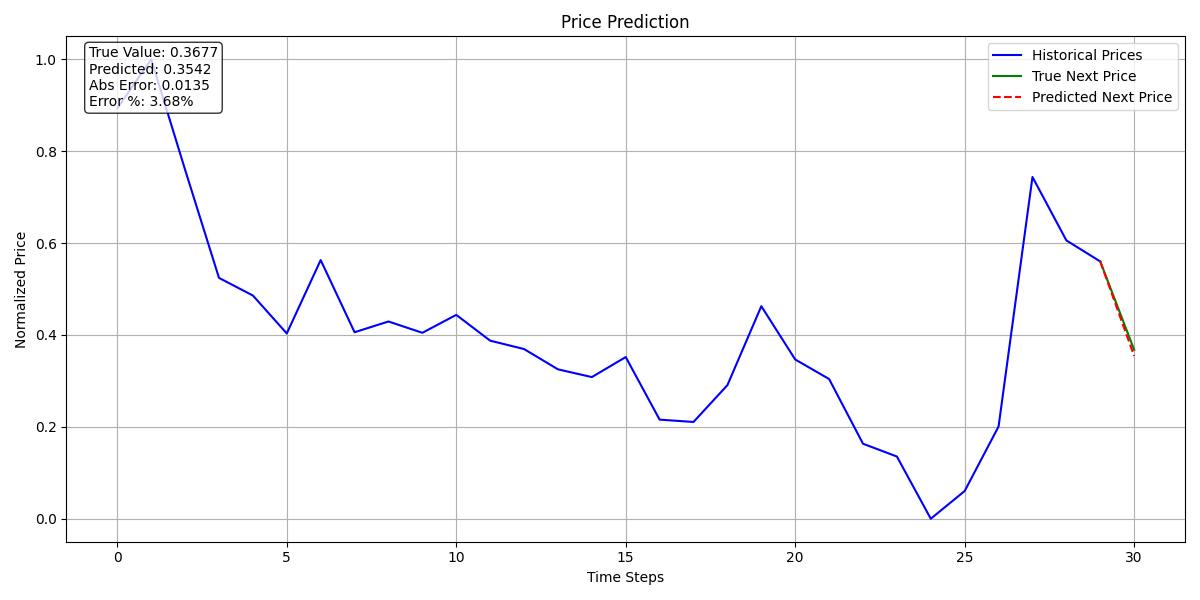 Price Prediction
True Value: 0.3677
Predicted: 0.3542
Abs Error: 0.0135
Error %: 3.68%
Historical Prices
True Next Price
Predicted Next Price
Normalized Price
1.0
0.8
0.6
0.4
0.2
0.0
0 5 10 15 20 25 30
Time Steps